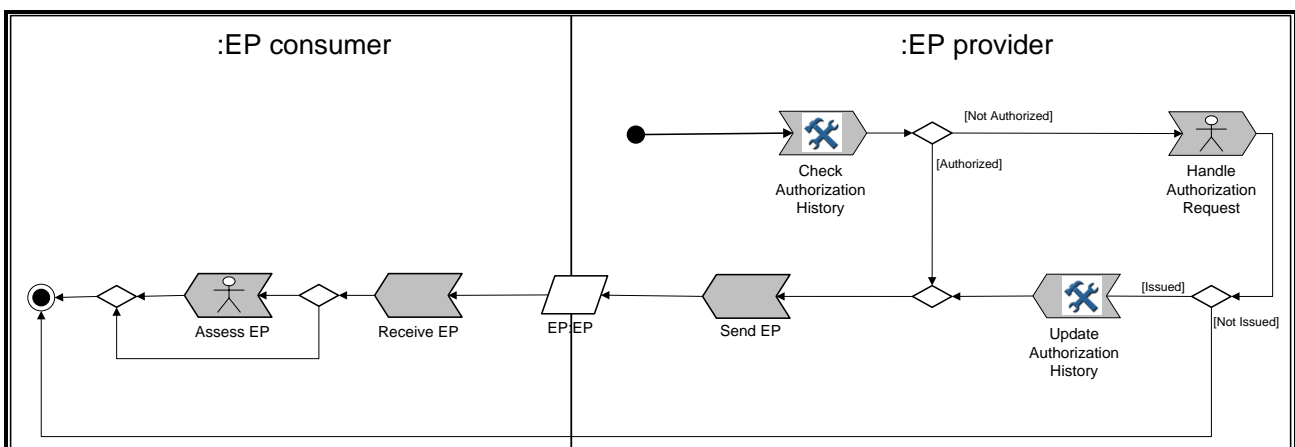 :EP consumer
:EP provider
[Not Authorized]
[Authorized]
Check
Authorization
History
Handle
Authorization
Request
Assess EP
Receive EP
EP:EP
Send EP
[Issued]
[Not Issued]
Update
Authorization
History